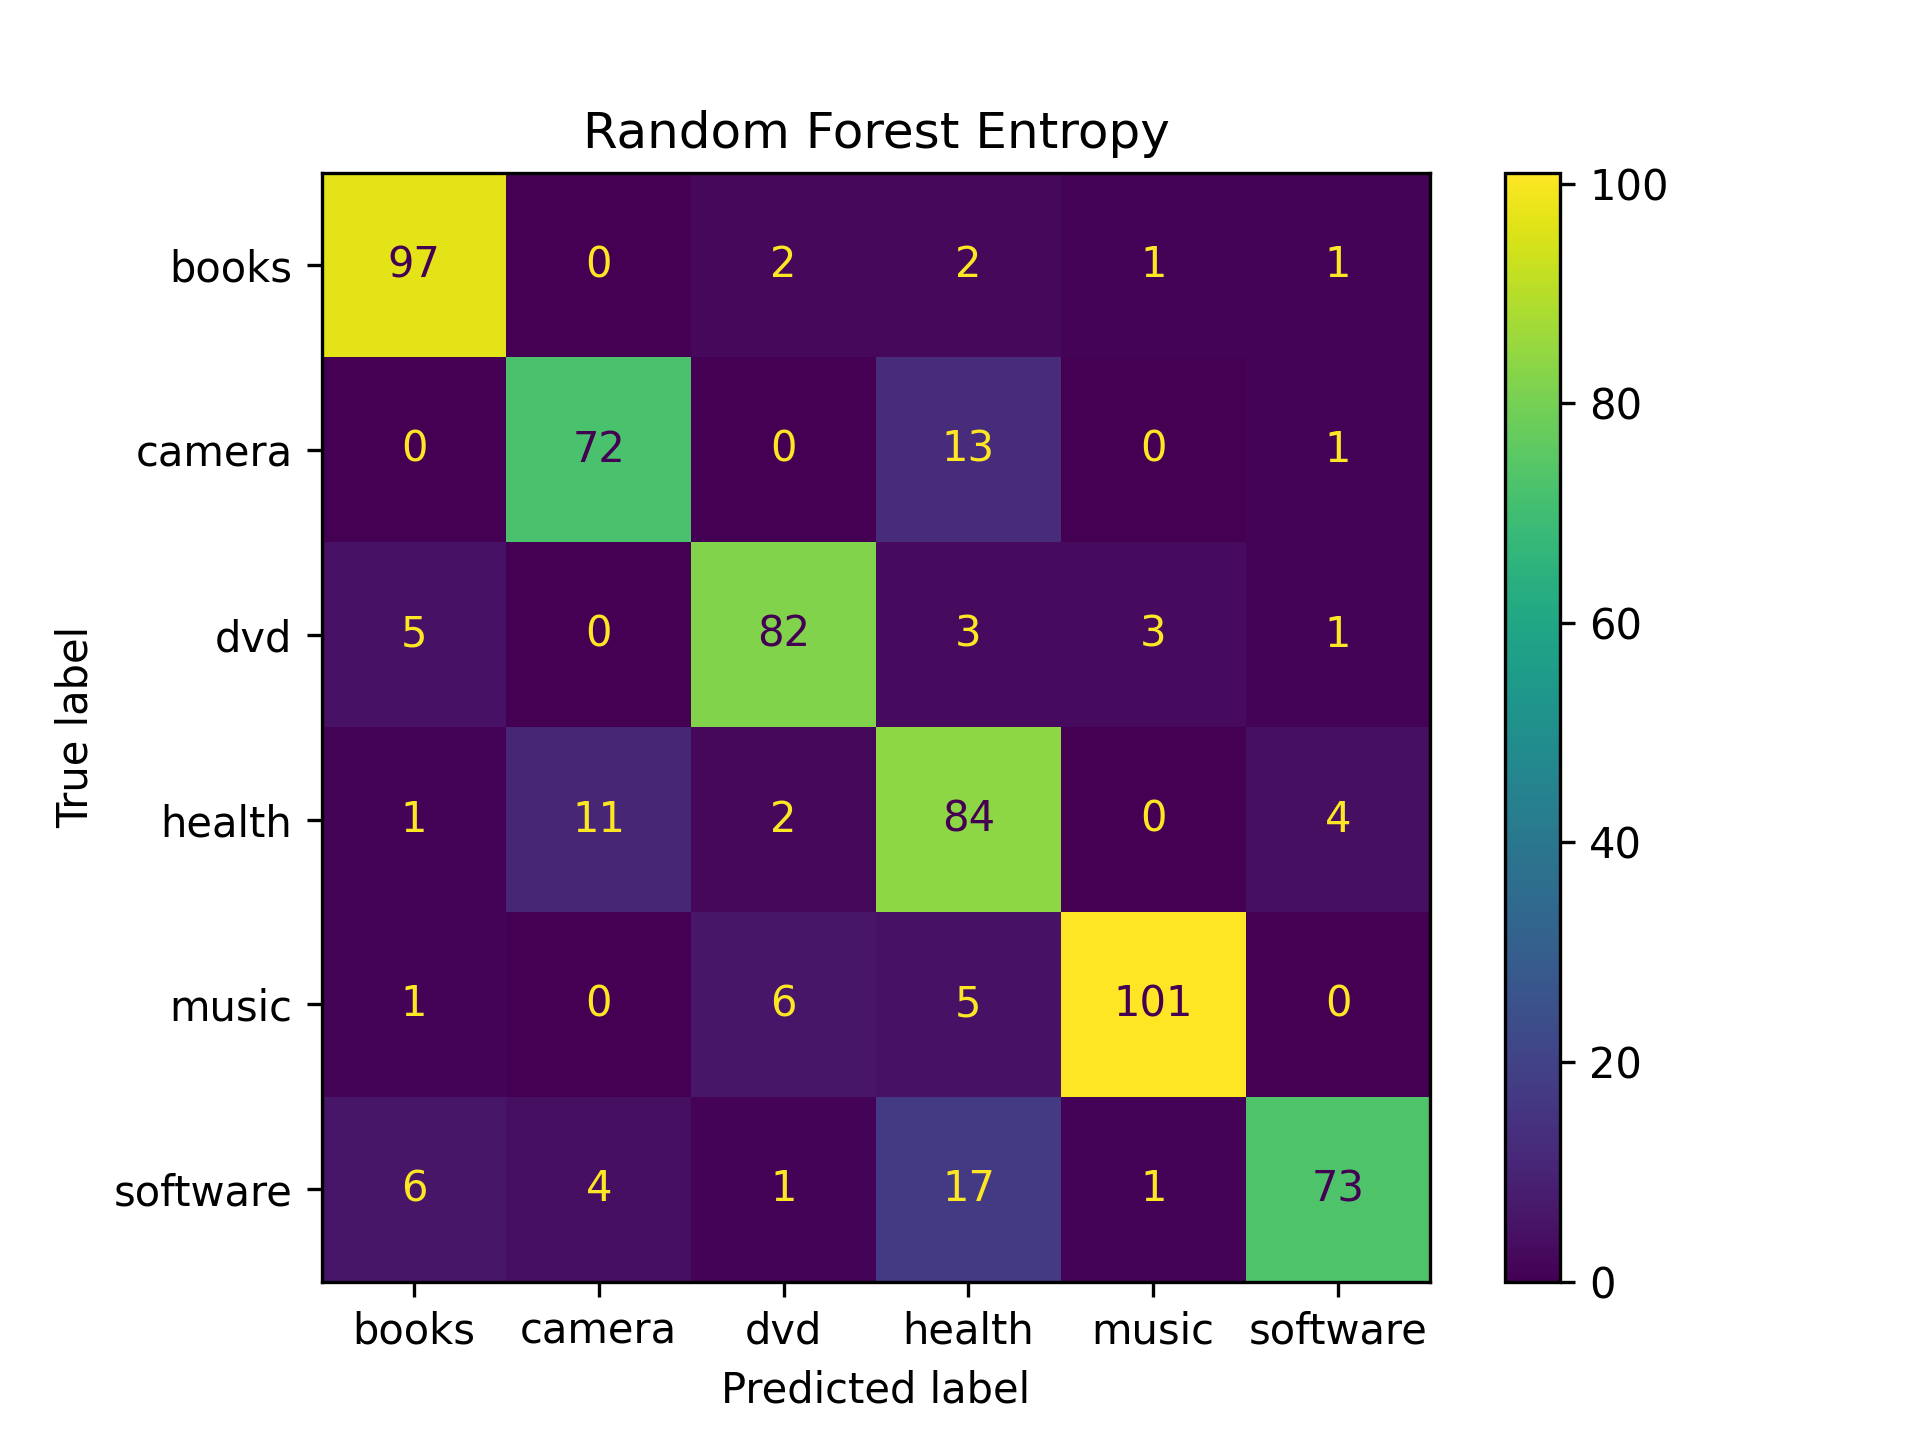 Random Forest Entropy
books 97 0 2 2 1 1
camera 0 72 0 13 0 1
dvd 5 0 82 3 3 1
health 1 11 2 84 0 4
music 1 0 6 5 101 0
software 6 4 1 17 1 73
books camera dvd health music software
Predicted label
True label
100
80
60
40
20
0